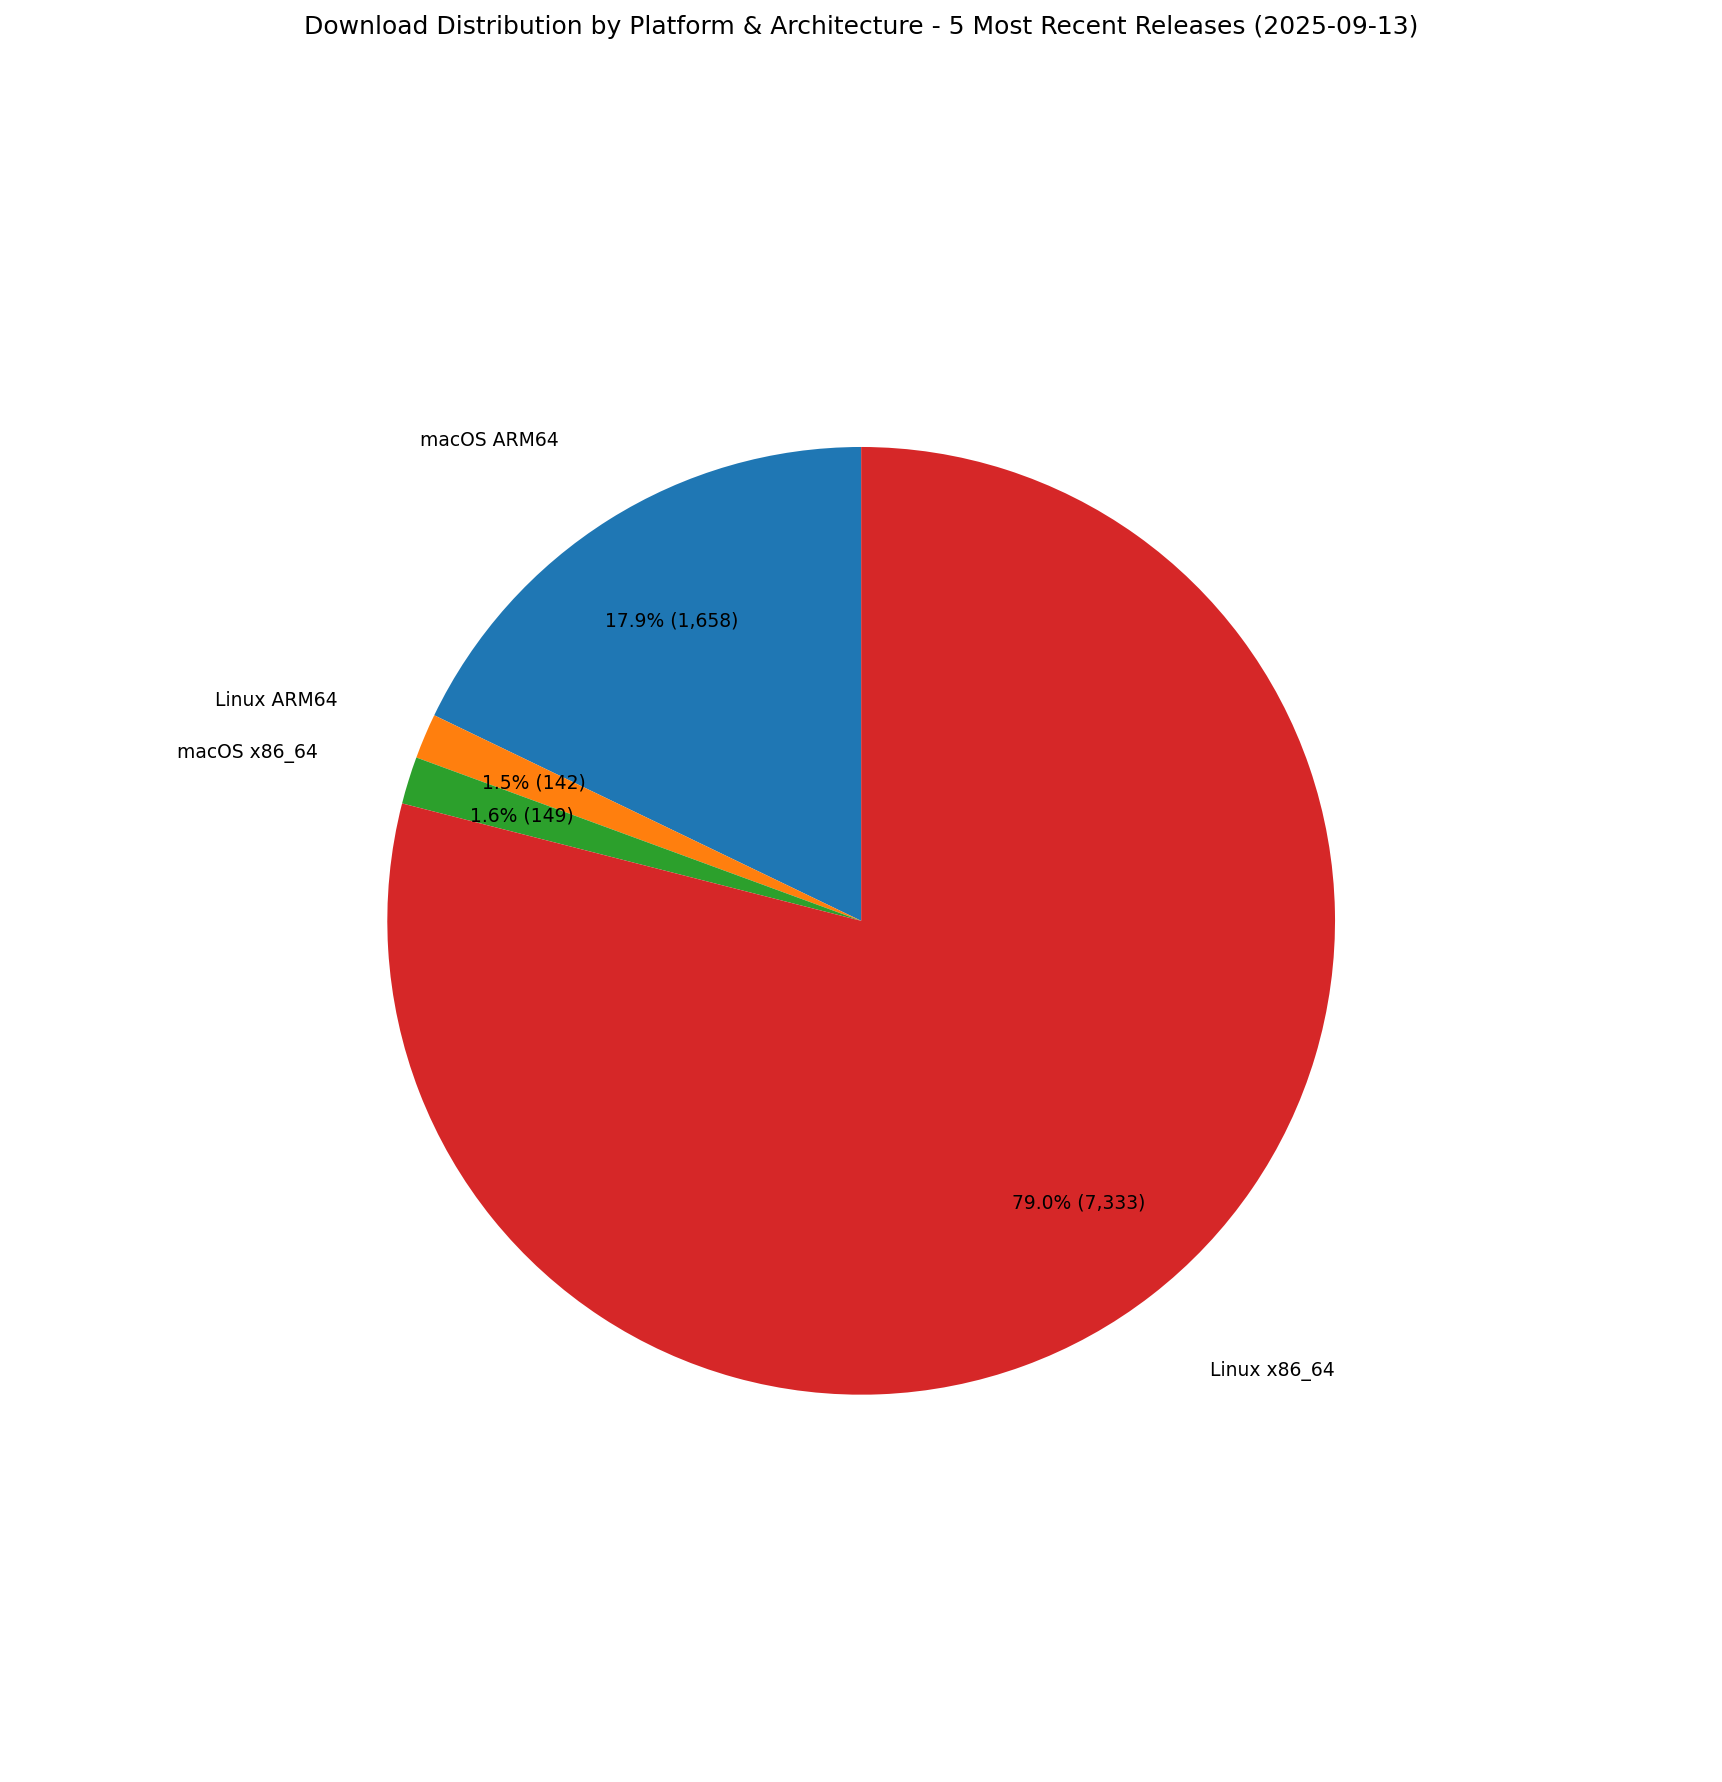 Download Distribution by Platform & Architecture - 5 Most Recent Releases (2025-09-13)
macOS ARM64
17.9% (1,658)
Linux ARM64
macOS x86_64
1.5% (142)
1.6% (149)
79.0% (7,333)
Linux x86_64